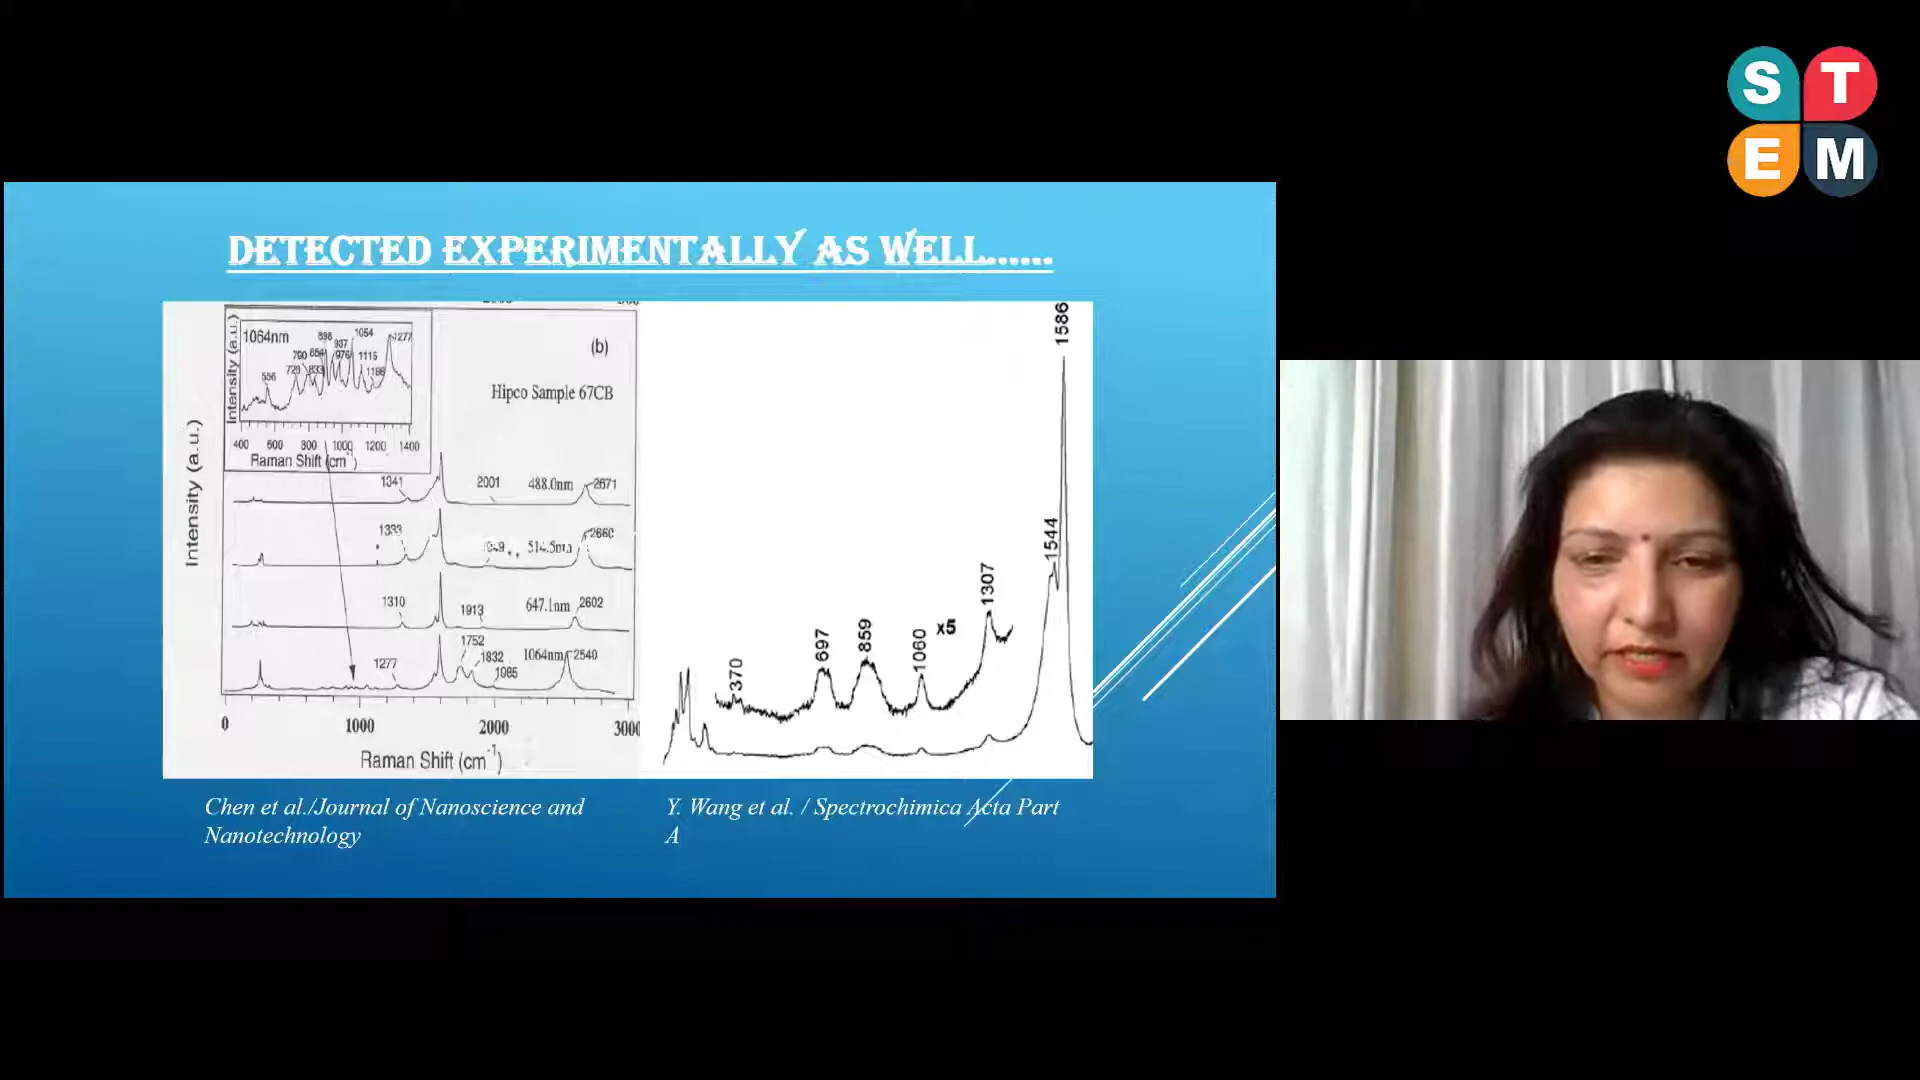 S T
E M
DETECTED EXPERIMENTALLY AS WELL......
Intensity (a.u.)
1064nm
556
728
790
833
854
898
937
976
1054
1115
1186
1277
400 600 800 1000 1200 1400
Raman Shift (cm⁻¹)
(b)
Hipco Sample 67CB
1341 2001 488.0nm 2671
1333 514.5nm 2660
1310 1913 647.1nm 2602
1752
1277 1832 1064nm 2540
1985
Intensity (a.u.)
0 1000 2000 3000
Raman Shift (cm⁻¹)
370
697
859
1060
x5
1307
1544
1586
Chen et al./Journal of Nanoscience and
Nanotechnology
Y. Wang et al. / Spectrochimica Acta Part
A